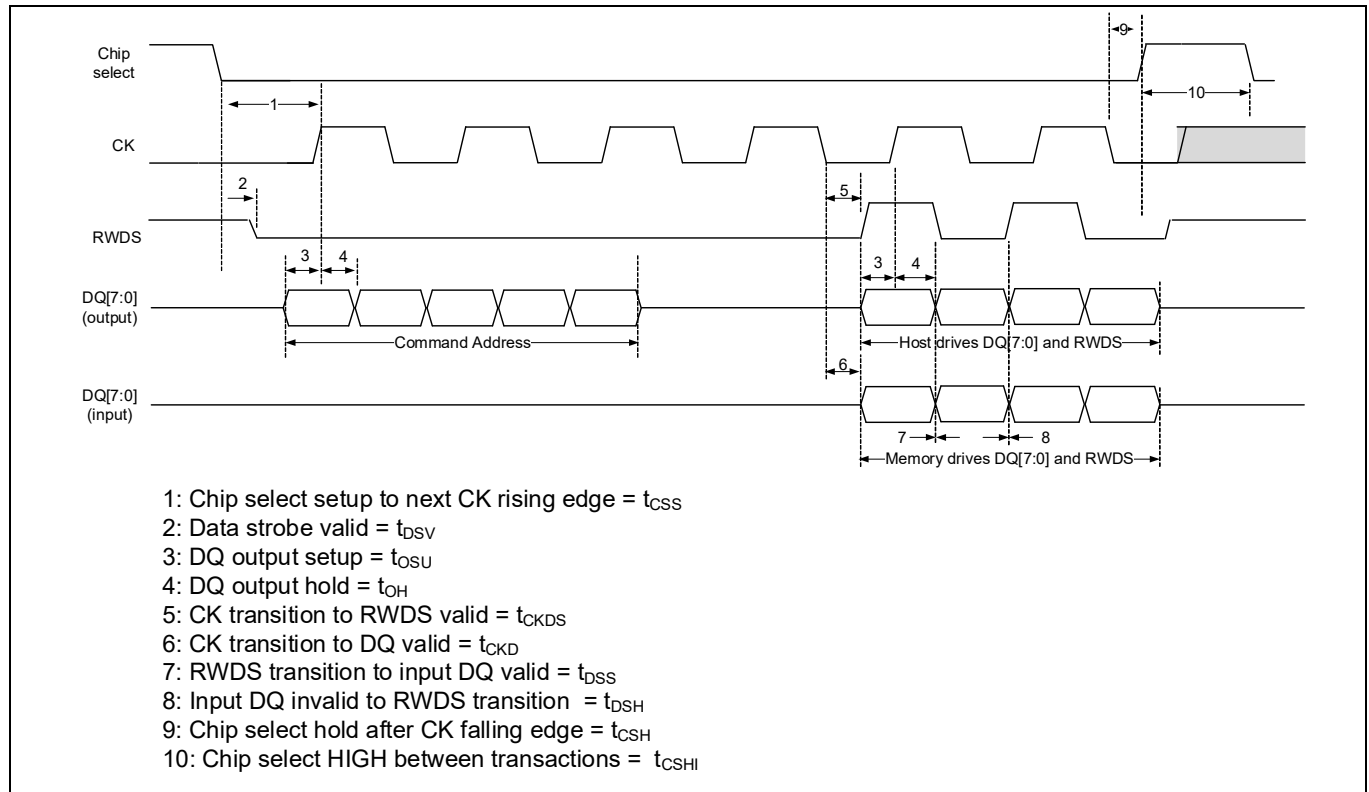 Chip
select
9
10
1
CK
2
5
RWDS
3
4
3
4
DQ[7:0]
(output)
Command Address
Host drives DQ[7:0] and RWDS
6
DQ[7:0]
(input)
7
8
Memory drives DQ[7:0] and RWDS
1: Chip select setup to next CK rising edge = tCSS
2: Data strobe valid = tDSV
3: DQ output setup = tOSU
4: DQ output hold = tOH
5: CK transition to RWDS valid = tCKDS
6: CK transition to DQ valid = tCKD
7: RWDS transition to input DQ valid = tDSS
8: Input DQ invalid to RWDS transition = tDSH
9: Chip select hold after CK falling edge = tCSH
10: Chip select HIGH between transactions = tCSHI